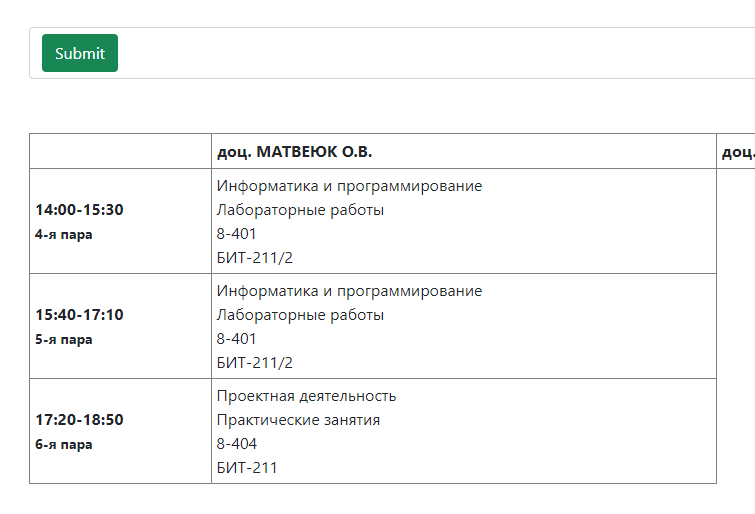 Submit
доц. МАТВЕЮК О.В.
доц.
14:00-15:30
4-я пара
Информатика и программирование
Лабораторные работы
8-401
БИТ-211/2
15:40-17:10
5-я пара
Информатика и программирование
Лабораторные работы
8-401
БИТ-211/2
17:20-18:50
6-я пара
Проектная деятельность
Практические занятия
8-404
БИТ-211